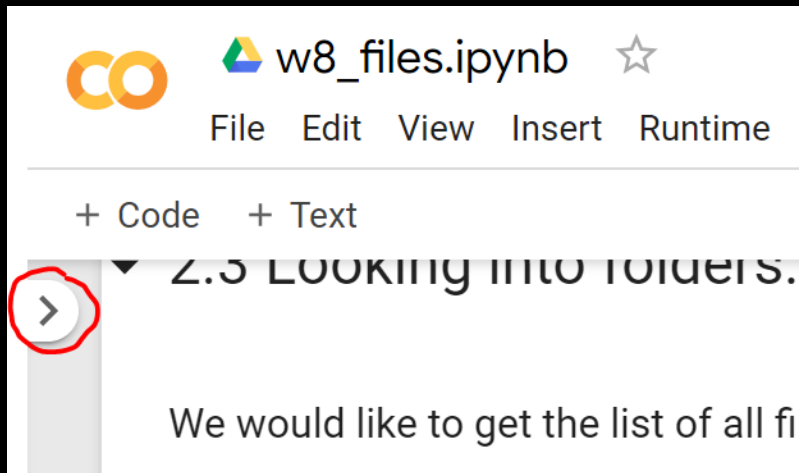 w8_files.ipynb
File Edit View Insert Runtime
+ Code + Text
2.3 Looking into folders.
We would like to get the list of all fi